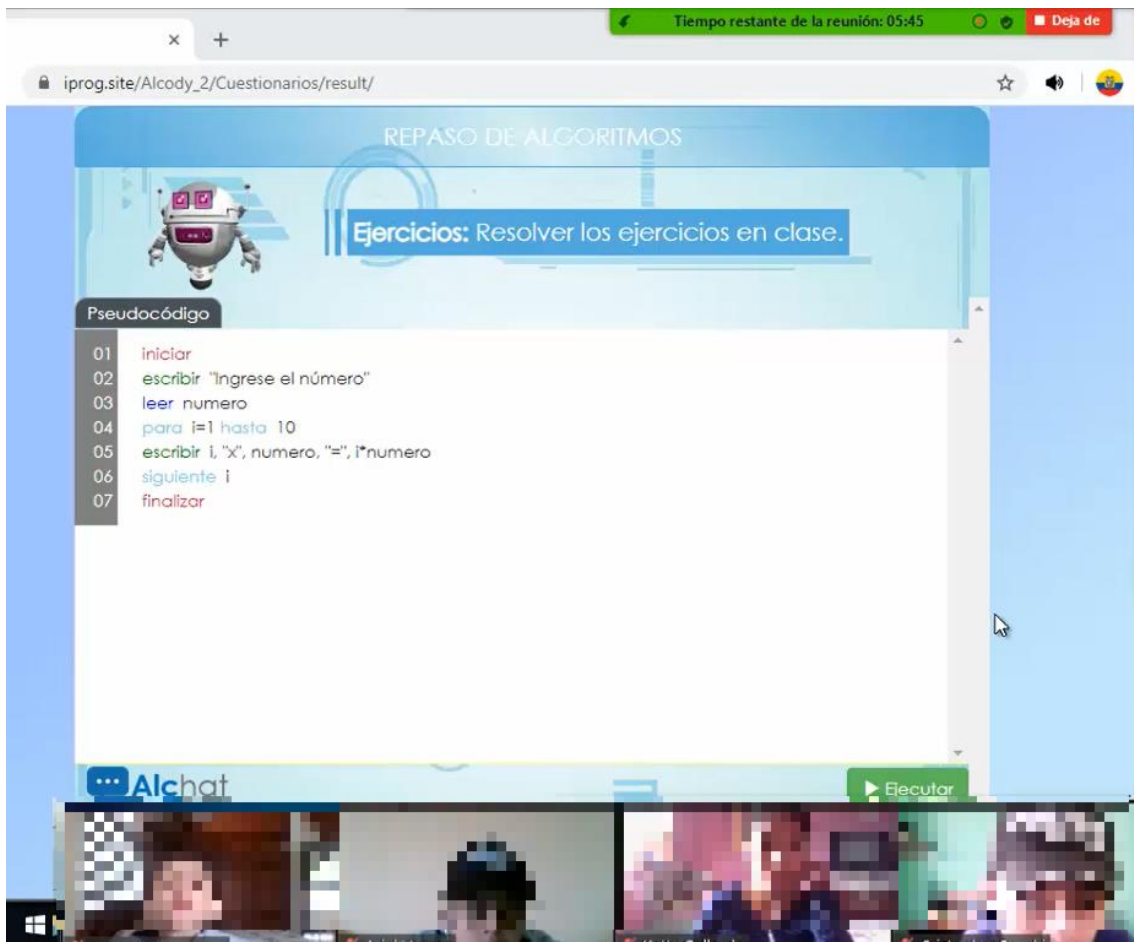 Tiempo restante de la reunión: 05:45
Deja de
iprog.site/Alcody_2/Cuestionarios/result/
REPASO DE ALGORITMOS
Ejercicios: Resolver los ejercicios en clase.
Pseudocódigo
01 iniciar
02 escribir "Ingrese el número"
03 leer numero
04 para i=1 hasta 10
05 escribir i, "x", numero, "=", i*numero
06 siguiente i
07 finalizar
Alchat
Ejecutar